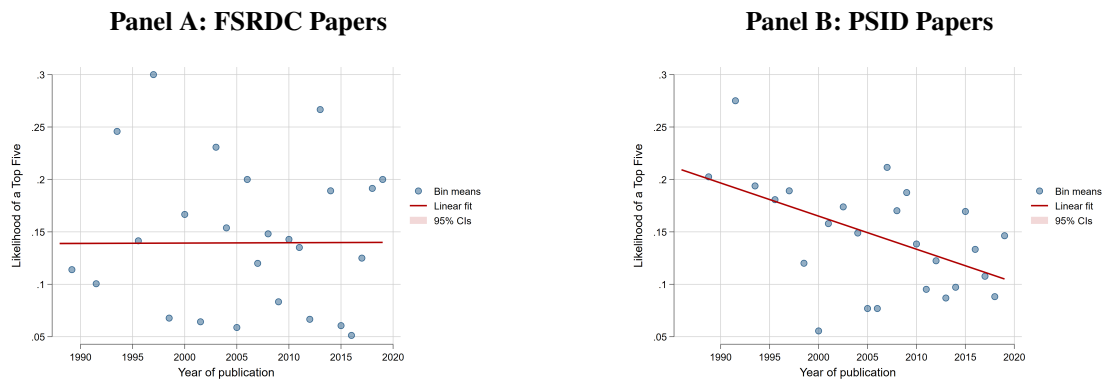 Panel A: FSRDC Papers
Likelihood of a Top Five
.3
.25
.2
.15
.1
.05
1990 1995 2000 2005 2010 2015 2020
Year of publication
Bin means
Linear fit
95% CIs
Panel B: PSID Papers
Likelihood of a Top Five
.3
.25
.2
.15
.1
.05
1990 1995 2000 2005 2010 2015 2020
Year of publication
Bin means
Linear fit
95% CIs